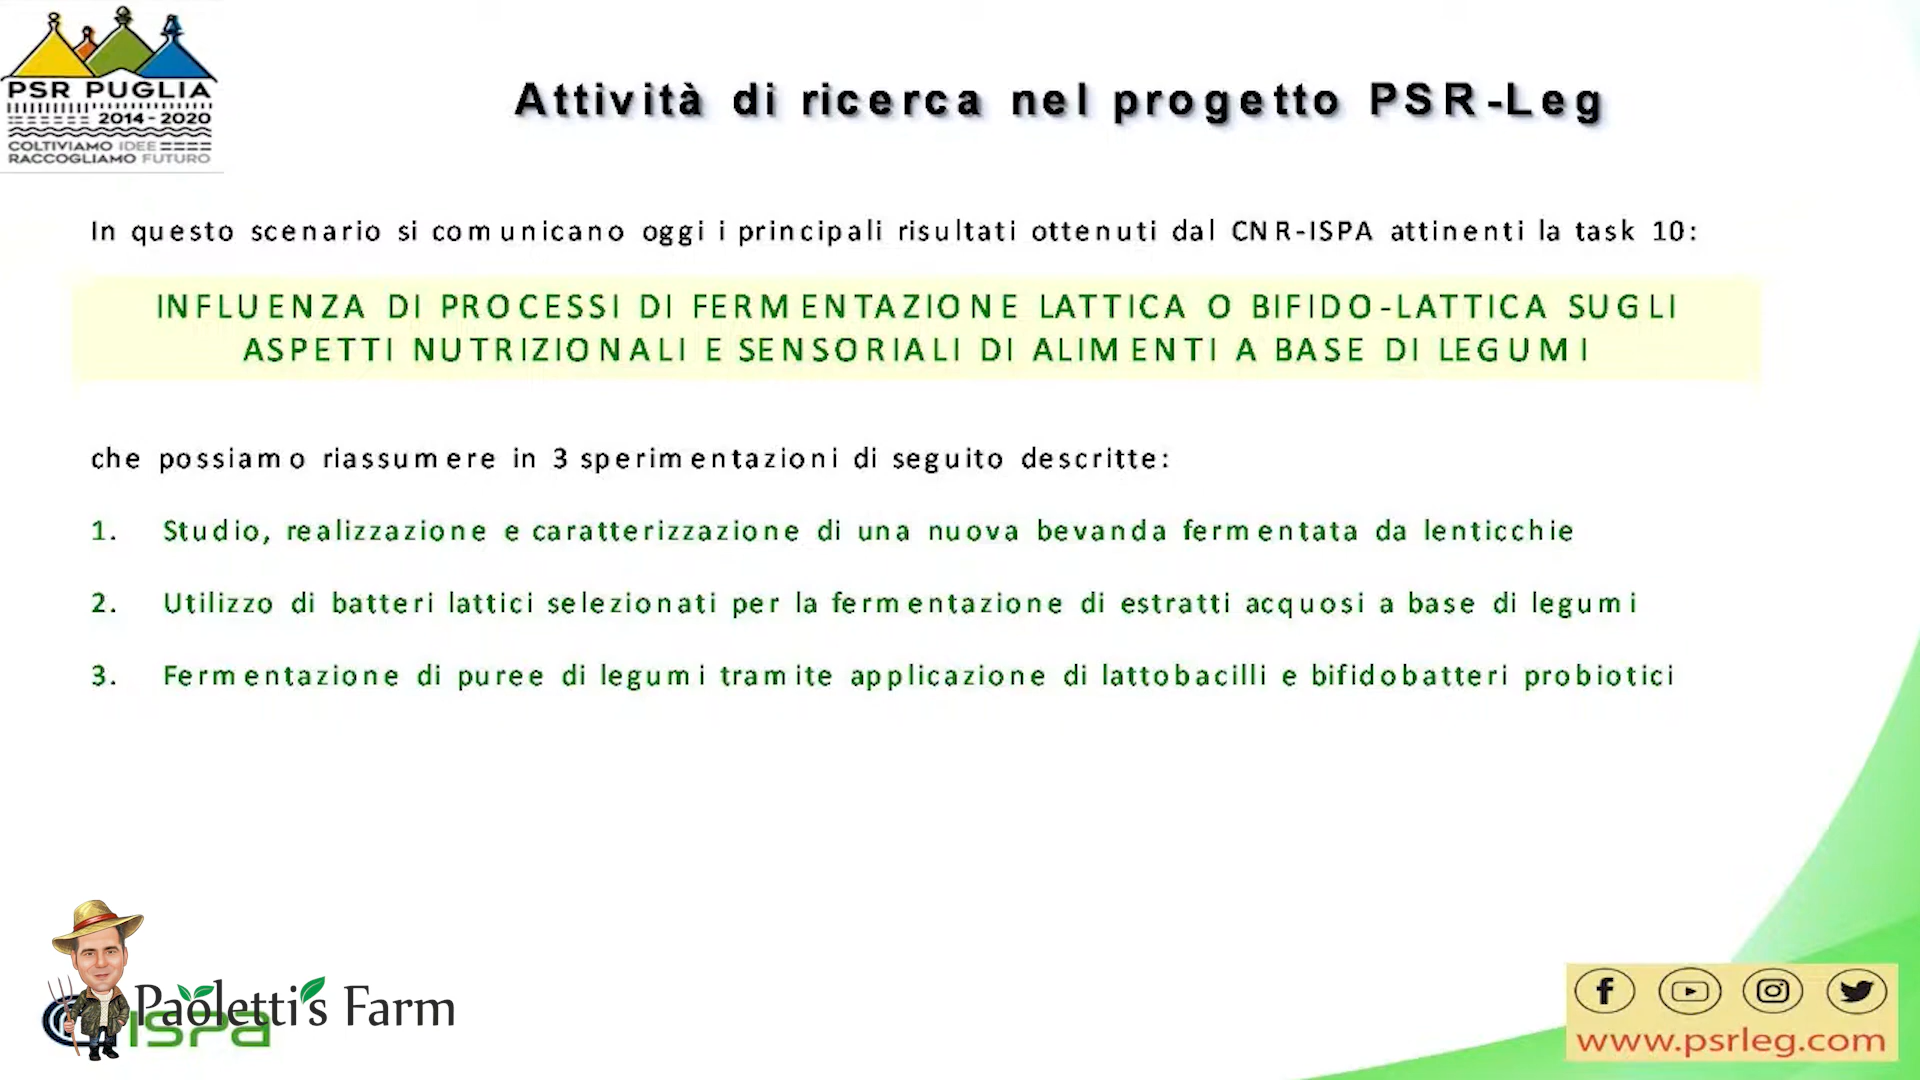 PSR PUGLIA
2014-2020
COLTIVIAMO IDEE
RACCOGLIAMO FUTURO
Attività di ricerca nel progetto PSR-Leg
In questo scenario si comunicano oggi i principali risultati ottenuti dal CNR-ISPA attinenti la task 10:
INFLUENZA DI PROCESSI DI FERMENTAZIONE LATTICA O BIFIDO-LATTICA SUGLI
ASPETTI NUTRIZIONALI E SENSORIALI DI ALIMENTI A BASE DI LEGUMI
che possiamo riassumere in 3 sperimentazioni di seguito descritte:
1. Studio, realizzazione e caratterizzazione di una nuova bevanda fermentata da lenticchie
2. Utilizzo di batteri lattici selezionati per la fermentazione di estratti acquosi a base di legumi
3. Fermentazione di puree di legumi tramite applicazione di lattobacilli e bifidobatteri probiotici
Paoletti's Farm
ispa
www.psrleg.com